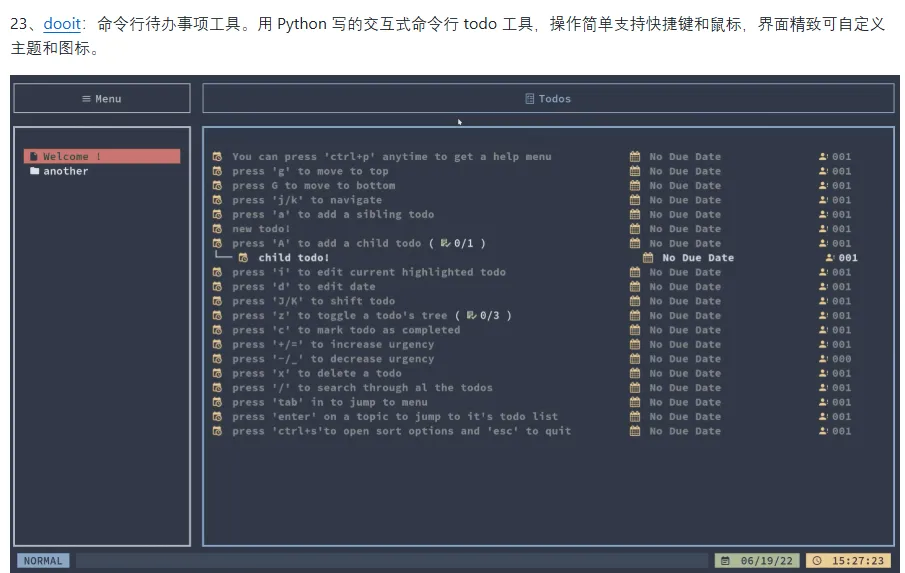 23、dooit：命令行待办事项工具。用 Python 写的交互式命令行 todo 工具，操作简单支持快捷键和鼠标，界面精致可自定义
主题和图标。
Menu
Todos
Welcome !
another
You can press 'ctrl+p' anytime to get a help menu No Due Date 001
press 'g' to move to top No Due Date 001
press G to move to bottom No Due Date 001
press 'j/k' to navigate No Due Date 001
press 'a' to add a sibling todo No Due Date 001
new todo! No Due Date 001
press 'A' to add a child todo ( 0/1 ) No Due Date 001
child todo! No Due Date 001
press 'i' to edit current highlighted todo No Due Date 001
press 'd' to edit date No Due Date 001
press 'J/K' to shift todo No Due Date 001
press 'z' to toggle a todo's tree ( 0/3 ) No Due Date 001
press 'c' to mark todo as completed No Due Date 001
press '+/=' to increase urgency No Due Date 001
press '-/_' to decrease urgency No Due Date 000
press 'x' to delete a todo No Due Date 001
press '/' to search through al the todos No Due Date 001
press 'tab' in to jump to menu No Due Date 001
press 'enter' on a topic to jump to it's todo list No Due Date 001
press 'ctrl+s'to open sort options and 'esc' to quit No Due Date 001
NORMAL 06/19/22 15:27:23